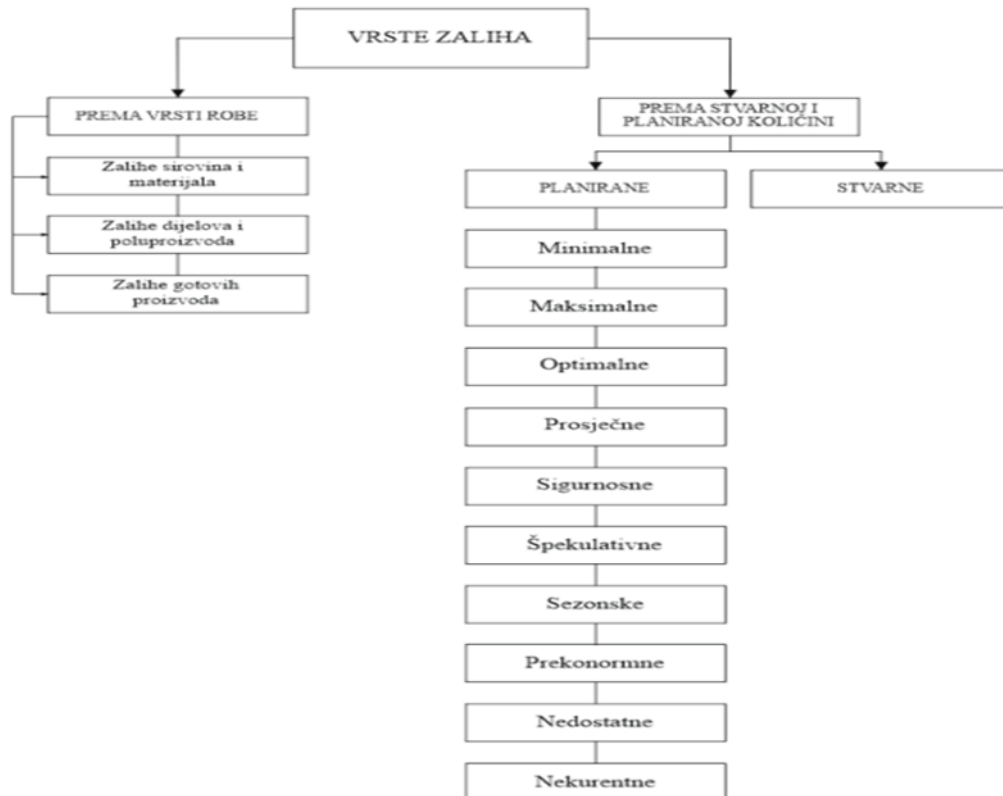 VRSTE ZALIHA
PREMA VRSTI ROBE
Zalihe sirovina i
materijala
Zalihe dijelova i
poluproizvoda
Zalihe gotovih
proizvoda
PREMA STVARNOJ I
PLANIRANOJ KOLIČINI
PLANIRANE
STVARNE
Minimalne
Maksimalne
Optimalne
Prosječne
Sigurnosne
Špekulativne
Sezonske
Prekonormne
Nedostatne
Nekurentne